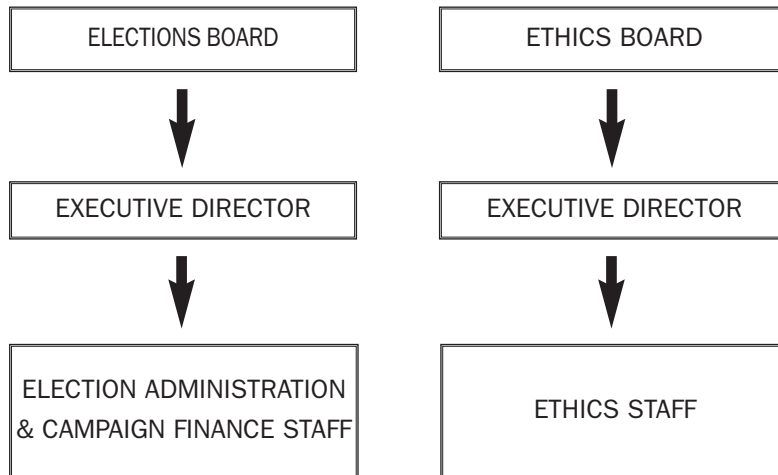 ELECTIONS BOARD
ETHICS BOARD
EXECUTIVE DIRECTOR
EXECUTIVE DIRECTOR
ELECTION ADMINISTRATION
& CAMPAIGN FINANCE STAFF
ETHICS STAFF